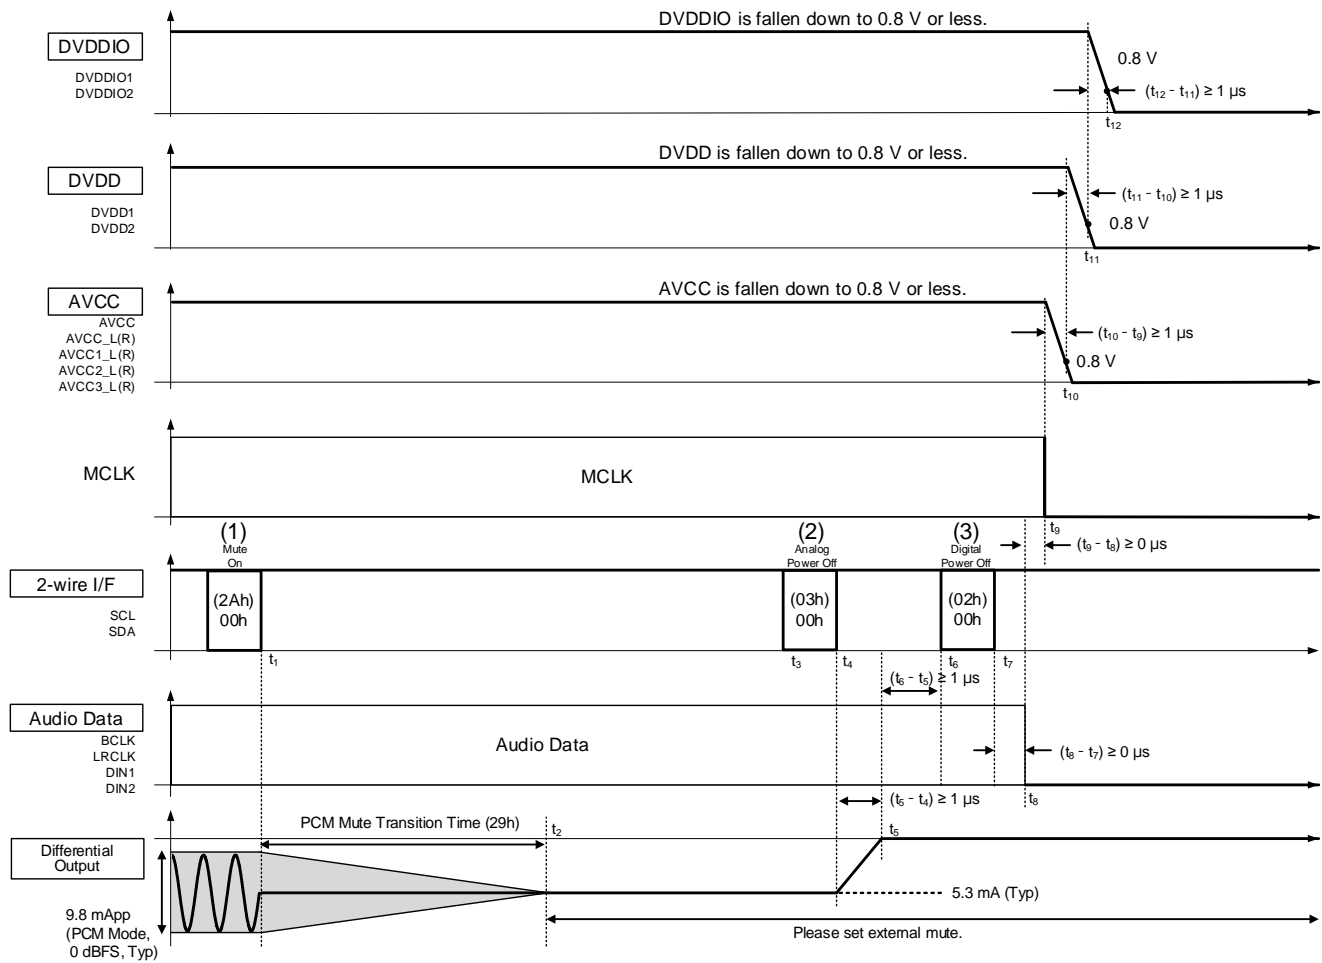 DVDDIO is fallen down to 0.8 V or less.
DVDDIO
DVDDIO1
DVDDIO2
0.8 V
(t12 - t11) ≥ 1 µs
t12
DVDD is fallen down to 0.8 V or less.
DVDD
DVDD1
DVDD2
(t11 - t10) ≥ 1 µs
0.8 V
t11
AVCC is fallen down to 0.8 V or less.
AVCC
AVCC
AVCC_L(R)
AVCC1_L(R)
AVCC2_L(R)
AVCC3_L(R)
(t10 - t9) ≥ 1 µs
0.8 V
t10
MCLK
MCLK
t9
(t9 - t8) ≥ 0 µs
(1)
Mute
On
(2)
Analog
Power Off
(3)
Digital
Power Off
2-wire I/F
SCL
SDA
(2Ah)
00h
(03h)
00h
(02h)
00h
t1
t3
t4
t6
t7
(t6 - t5) ≥ 1 µs
Audio Data
BCLK
LRCLK
DIN1
DIN2
Audio Data
(t8 - t7) ≥ 0 µs
(t5 - t4) ≥ 1 µs
t8
PCM Mute Transition Time (29h)
t2
t5
Differential
Output
5.3 mA (Typ)
9.8 mApp
(PCM Mode,
0 dBFS, Typ)
Please set external mute.